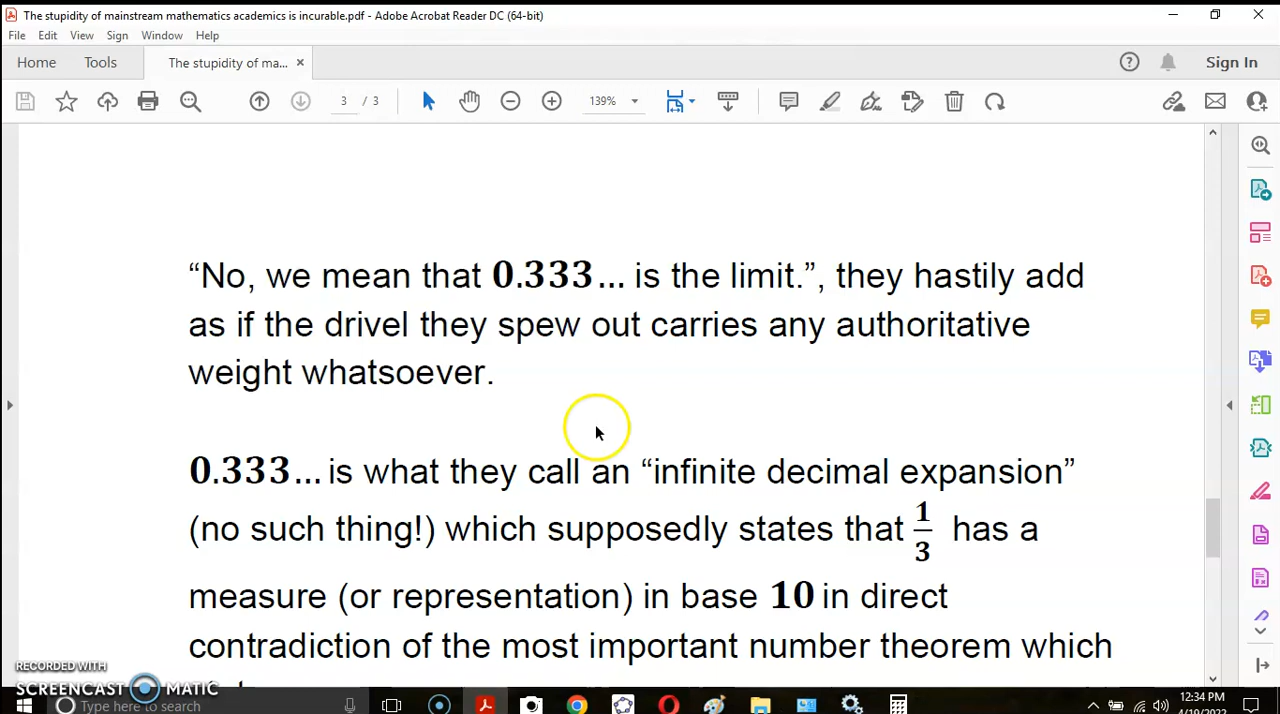 The stupidity of mainstream mathematics academics is incurable.pdf - Adobe Acrobat Reader DC (64-bit)
File Edit View Sign Window Help
Home Tools The stupidity of ma... × Sign In
3 / 3 139%
“No, we mean that 0.333... is the limit.”, they hastily add
as if the drivel they spew out carries any authoritative
weight whatsoever.
0.333... is what they call an “infinite decimal expansion”
(no such thing!) which supposedly states that 1/3 has a
measure (or representation) in base 10 in direct
contradiction of the most important number theorem which
RECORDED WITH
SCREENCAST MATIC
Type here to search
12:34 PM
4/19/2022